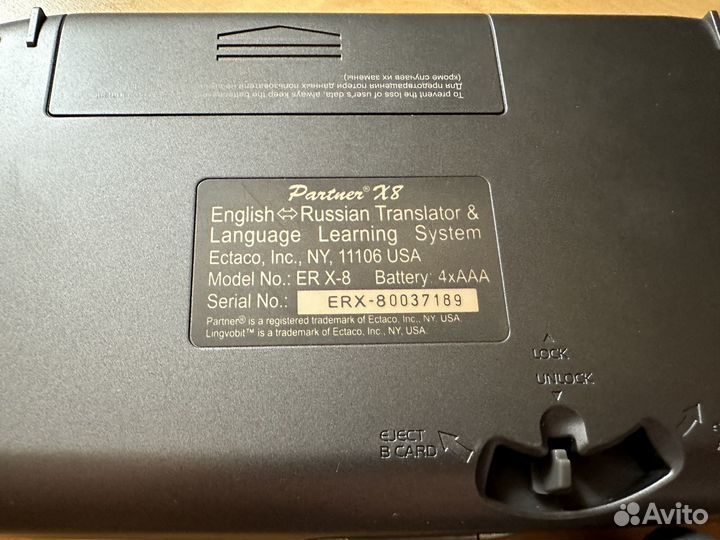 To prevent the loss of user's data, always keep the batteries
Для предотвращения потери данных пользователя не
(кроме случаев их замены).
Partner® X8
English⇔Russian Translator &
Language Learning System
Ectaco, Inc., NY, 11106 USA
Model No.: ER X-8 Battery: 4xAAA
Serial No.: ERX-80037189
Partner® is a registered trademark of Ectaco, Inc., NY, USA
Lingvobit™ is a trademark of Ectaco, Inc., NY, USA.
LOCK
UNLOCK
EJECT
B CARD
Avito